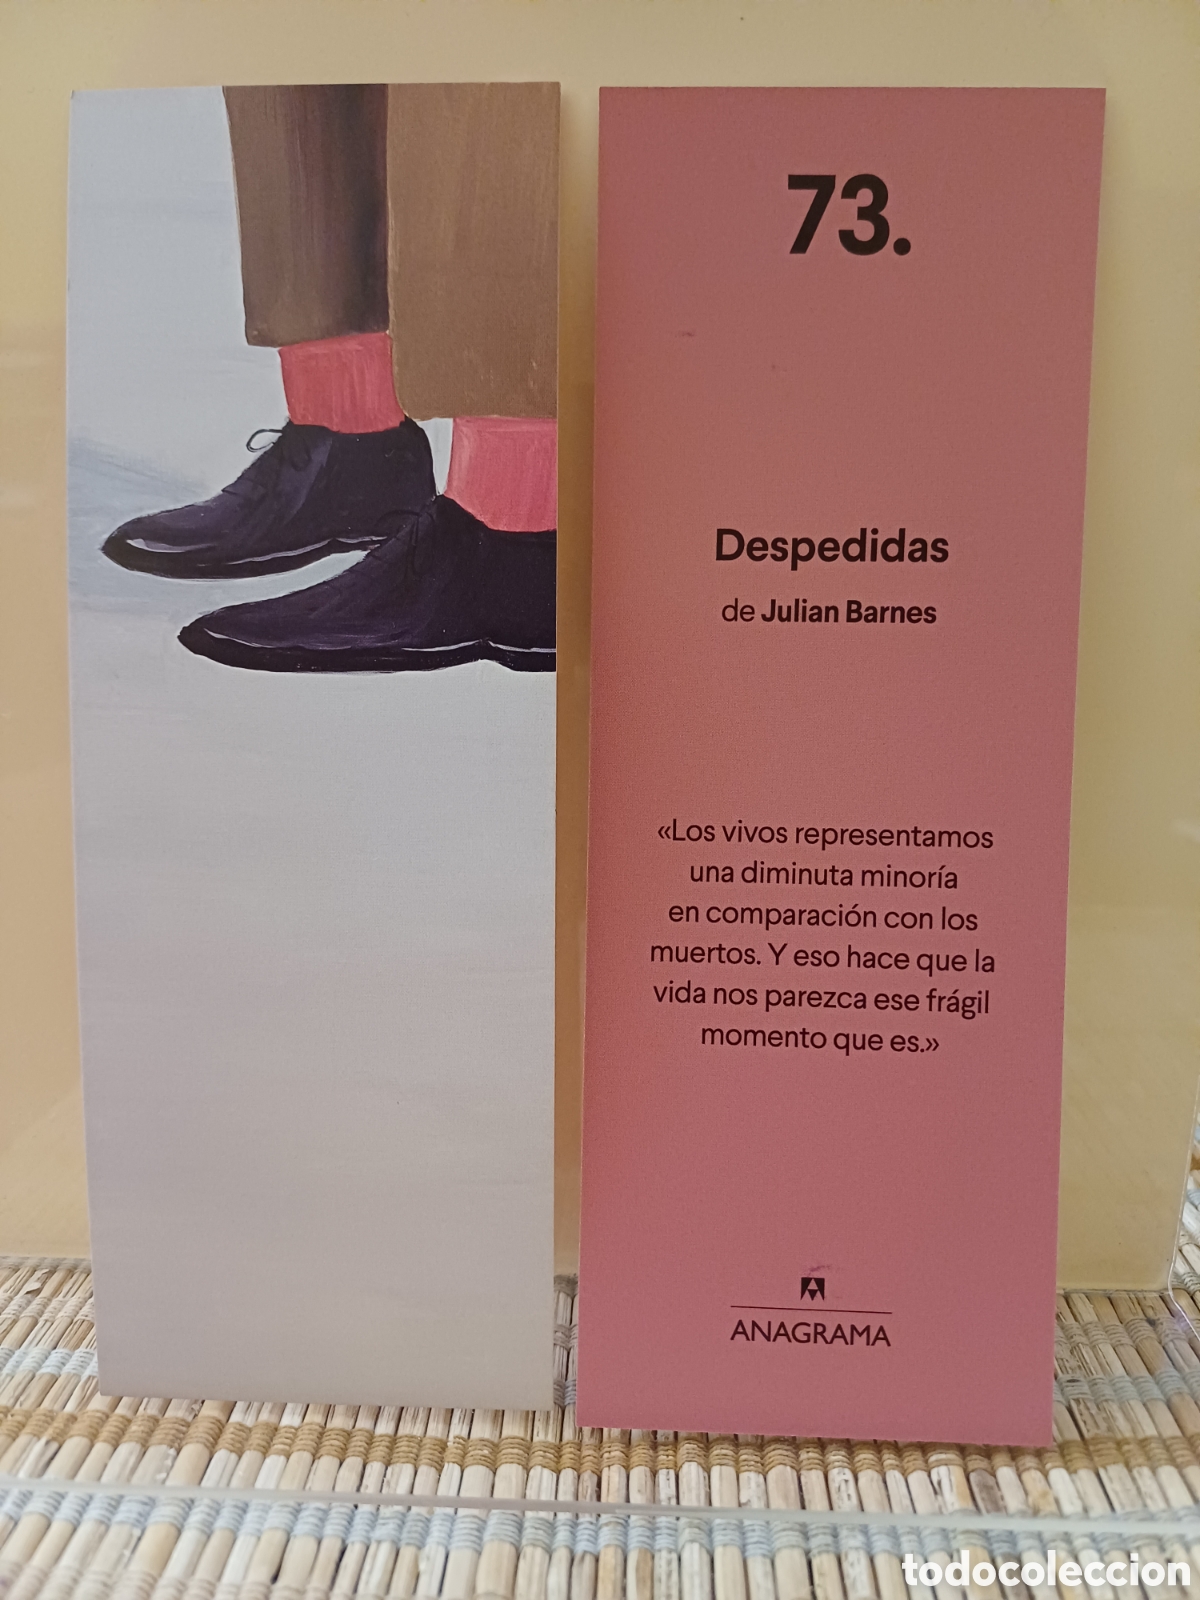 73.
Despedidas
de Julian Barnes
«Los vivos representamos
una diminuta minoría
en comparación con los
muertos. Y eso hace que la
vida nos parezca ese frágil
momento que es.»
ANAGRAMA
todocoleccion